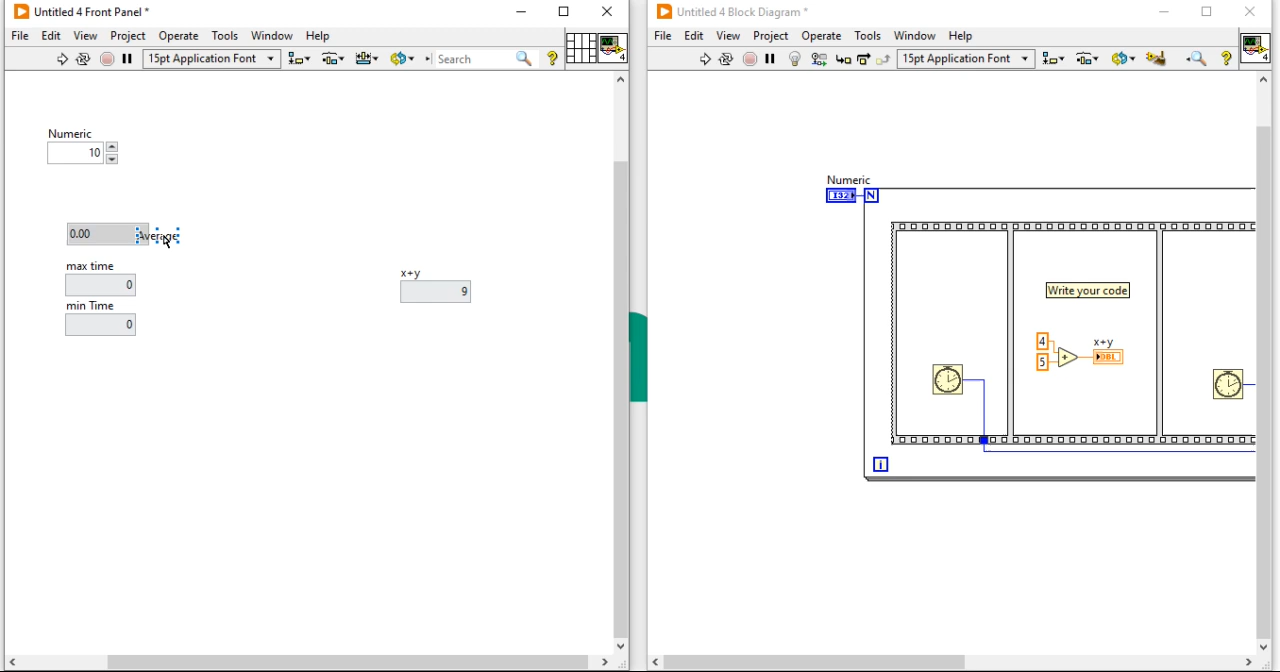 Untitled 4 Front Panel *
File Edit View Project Operate Tools Window Help
15pt Application Font
Search
?
4
Numeric
10
0.00
Average
max time
0
min Time
0
x+y
9
Untitled 4 Block Diagram *
File Edit View Project Operate Tools Window Help
15pt Application Font
?
4
Numeric
I32
N
Write your code
4
5
+
x+y
DBL
i